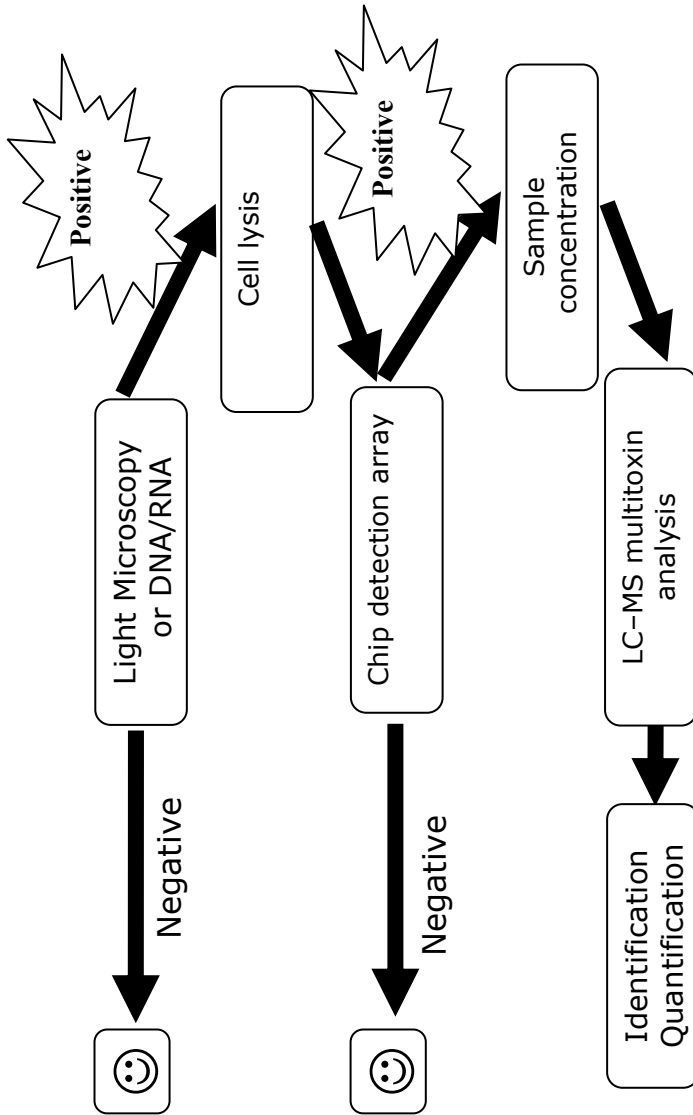 Positive
Light Microscopy
or DNA/RNA
Negative
Cell lysis
Positive
Chip detection array
Negative
Sample
concentration
LC–MS multitoxin
analysis
Identification
Quantification